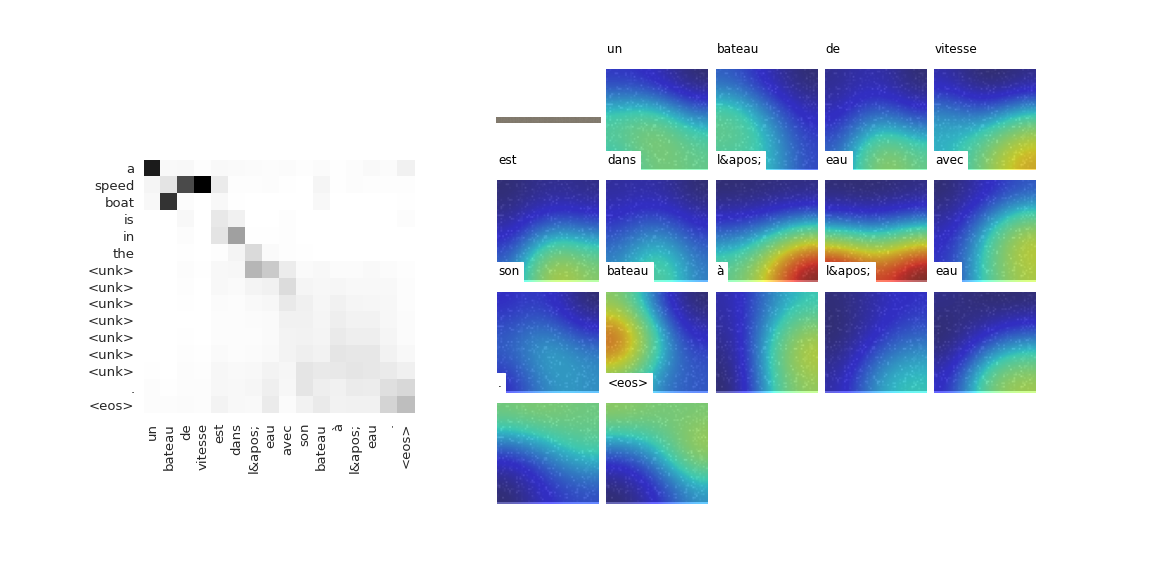 a
speed
boat
is
in
the
<unk>
<unk>
<unk>
<unk>
<unk>
<unk>
<unk>
.
<eos>
un
bateau
de
vitesse
est
dans
l&apos;
eau
avec
son
bateau
à
l&apos;
eau
.
<eos>
un bateau de vitesse
est dans l&apos; eau avec
son bateau à l&apos; eau
. <eos>